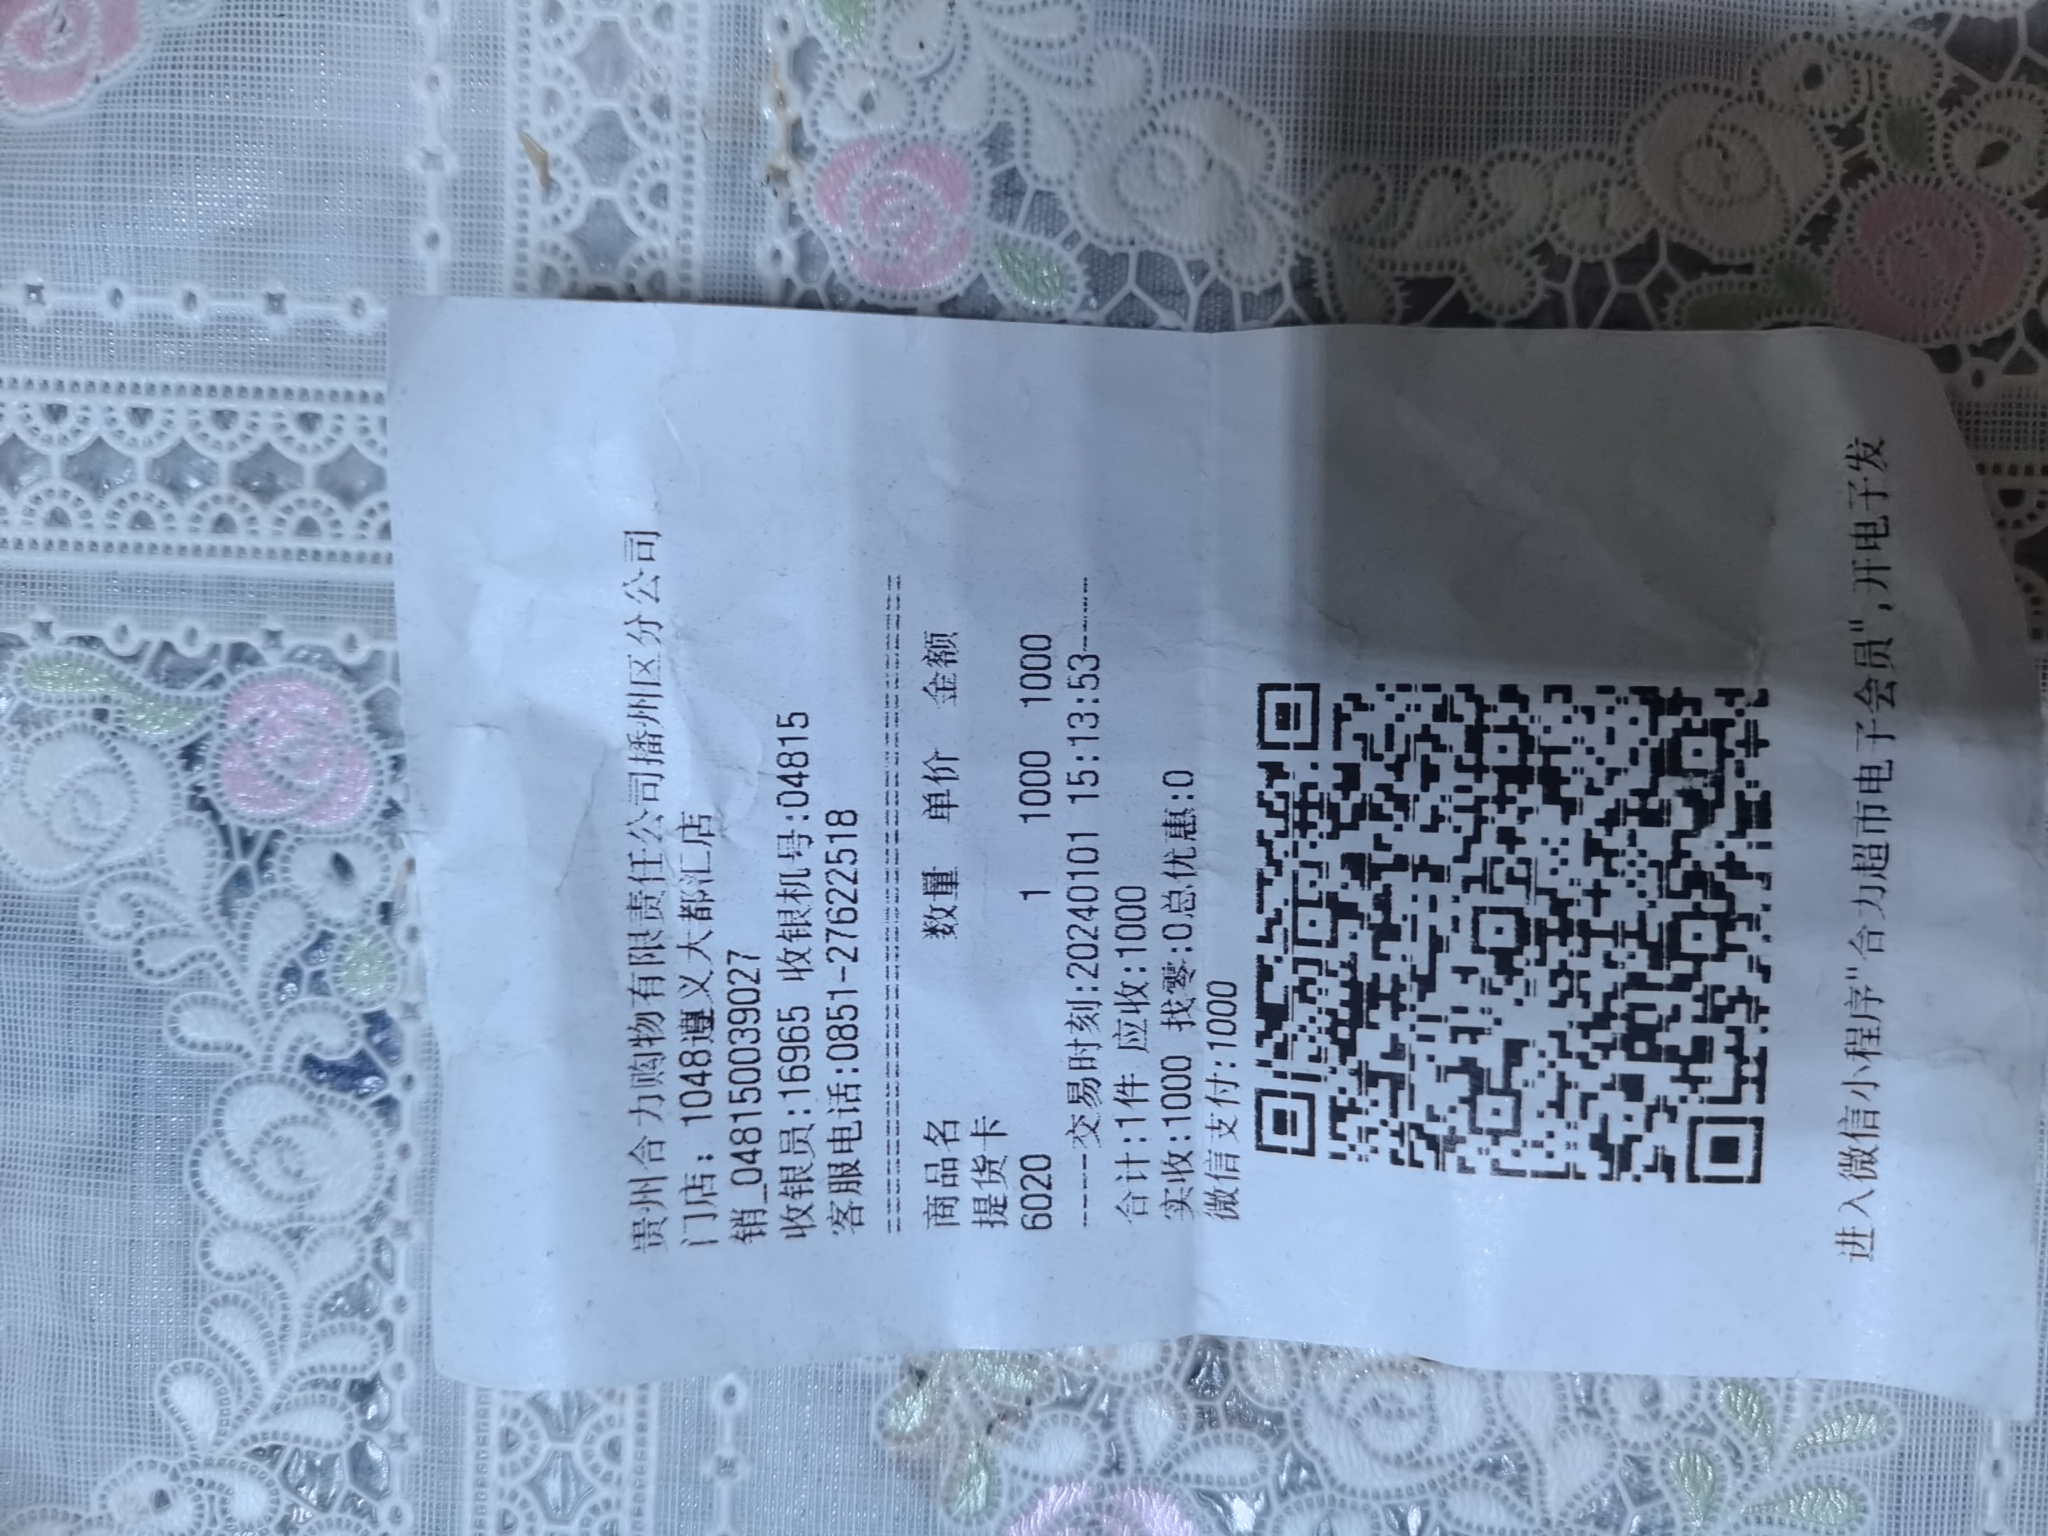 贵州合力购物有限责任公司播州区分公司
门店: 1048遵义大都汇店
销_048150039027
收银员:16965 收银机号:04815
客服电话:0851-27622518
商品名 数量 单价 金额
提货卡
6020 1 1000 1000
----交易时刻:20240101 15:13:53----
合计:1件 应收:1000
实收:1000 找零:0总优惠:0
微信支付:1000
进入微信小程序"合力超市电子会员",开电子发